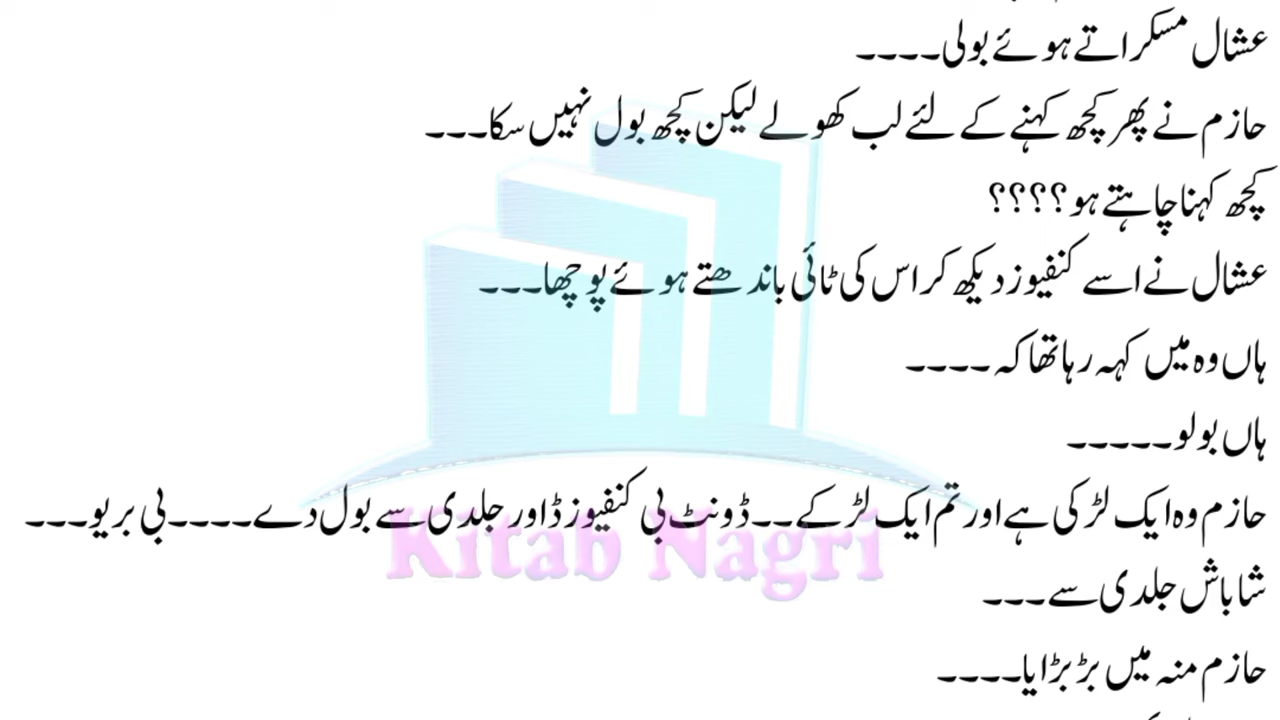 عشال مسکراتے ہوئے بولی۔۔۔۔
حازم نے پھر کچھ کہنے کے لئے لب کھولے لیکن کچھ بول نہیں سکا۔۔۔
کچھ کہنا چاہتے ہو ؟؟؟؟
عشال نے اسے کنفیوز دیکھ کر اس کی ٹائی باندھتے ہوئے پوچھا۔۔۔
ہاں وہ میں کہہ رہا تھا کہ ۔۔۔۔
ہاں بولو۔۔۔۔۔
حازم وہ ایک لڑکی ہے اور تم ایک لڑکے ۔۔ ڈونٹ بی کنفیوزڈ اور جلدی سے بول دے ۔۔۔۔ بی بریو۔۔۔
Kitab Nagri
شاباش جلدی سے ۔۔۔
حازم منہ میں بڑبڑایا۔۔۔۔